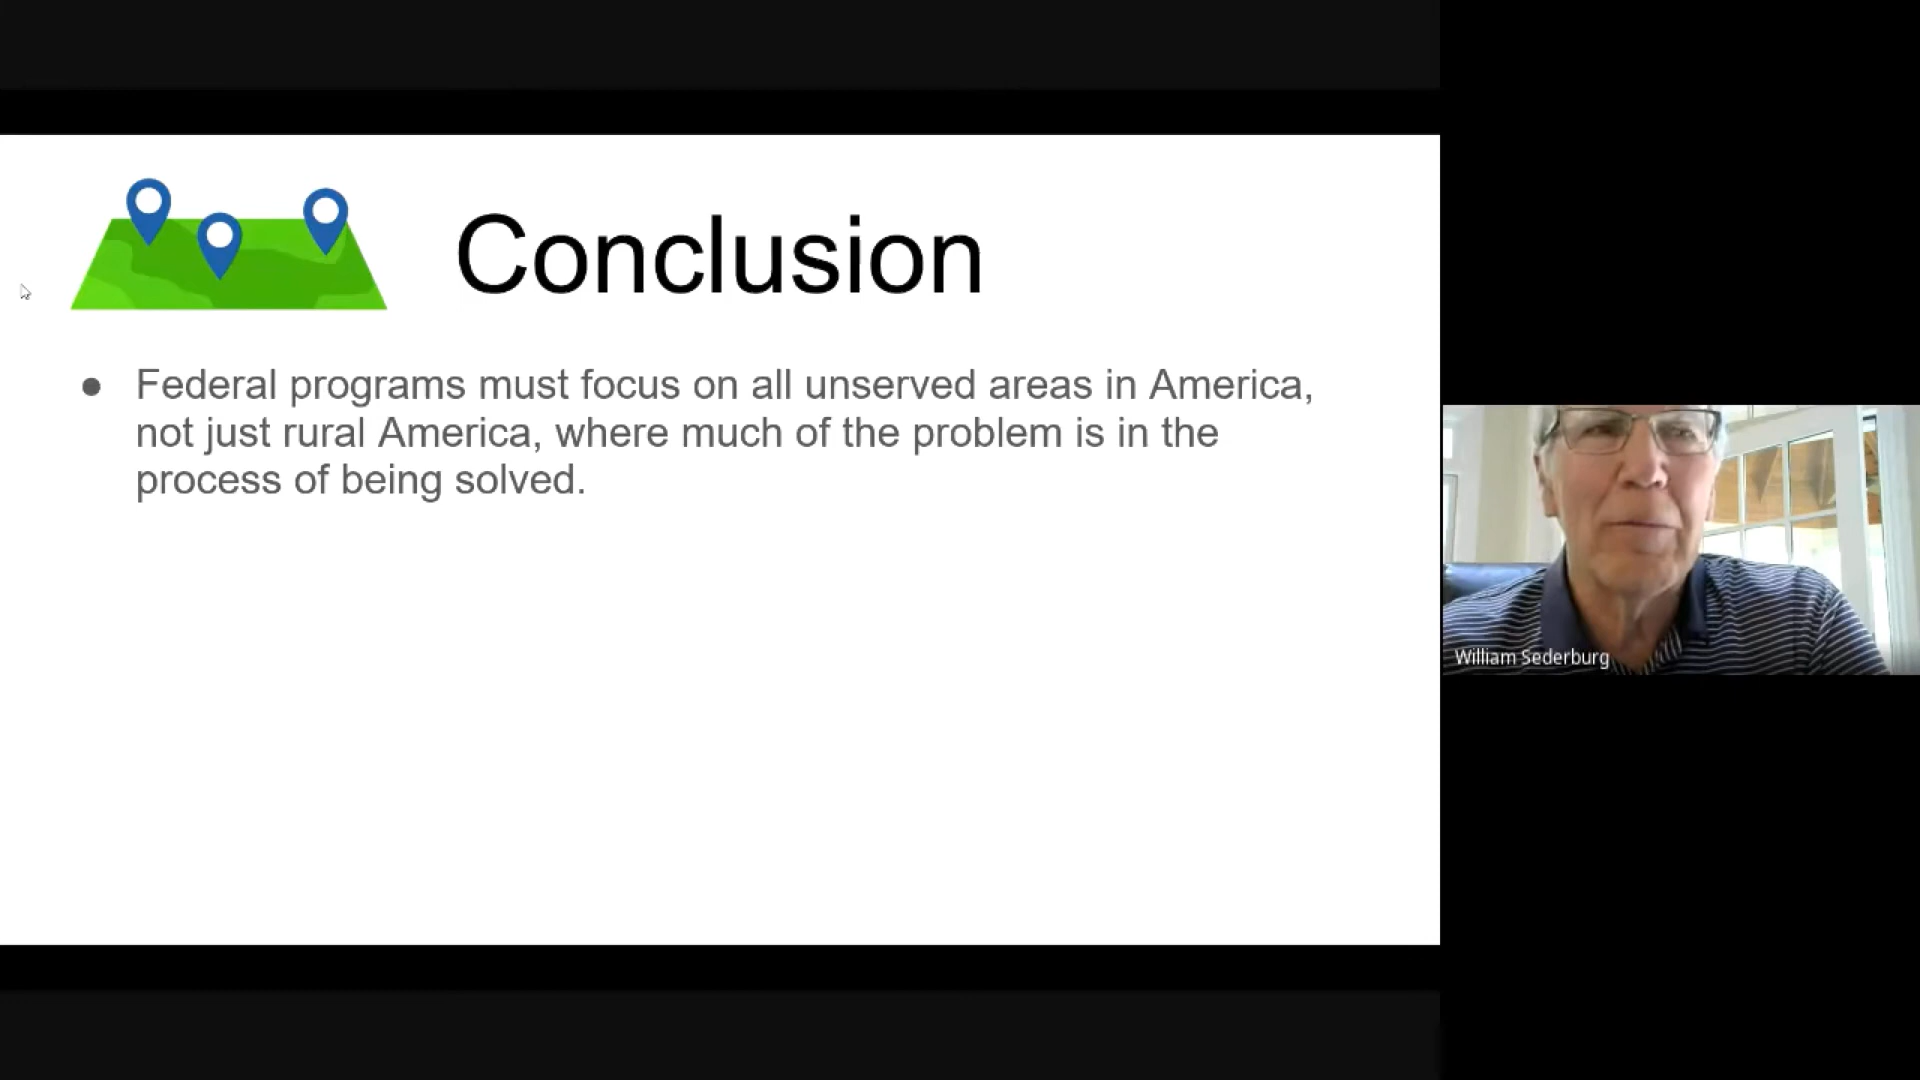 Conclusion
● Federal programs must focus on all unserved areas in America,
not just rural America, where much of the problem is in the
process of being solved.
William Sederburg